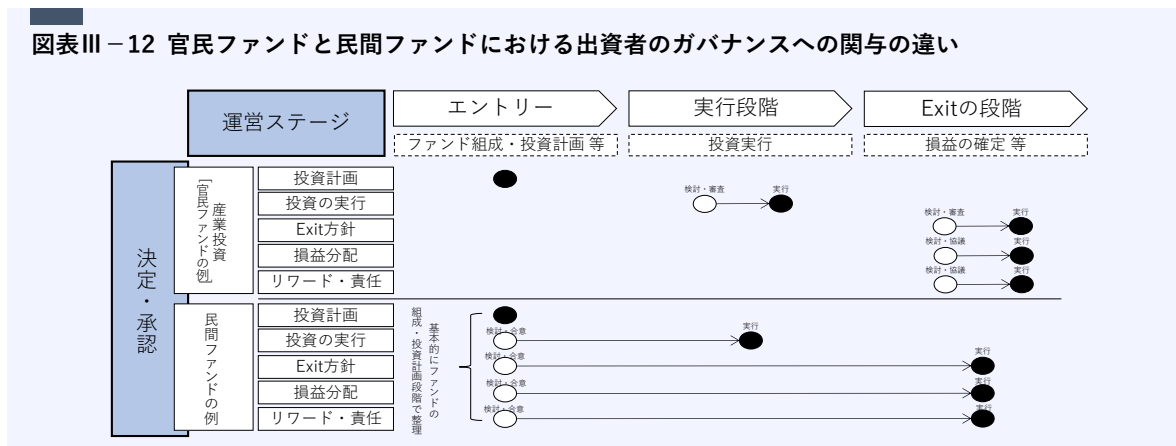 図表Ⅲ－12 官民ファンドと民間ファンドにおける出資者のガバナンスへの関与の違い
運営ステージ
エントリー
実行段階
Exitの段階
ファンド組成・投資計画 等
投資実行
損益の確定 等
決定・承認
産業投資
［官民ファンドの例］
投資計画
投資の実行
検討・審査
実行
Exit方針
検討・審査
実行
損益分配
検討・協議
実行
リワード・責任
検討・協議
実行
民間ファンドの例
基本的にファンドの
組成・投資計画段階で整理
投資計画
投資の実行
検討・合意
実行
Exit方針
検討・合意
実行
損益分配
検討・合意
実行
リワード・責任
検討・合意
実行